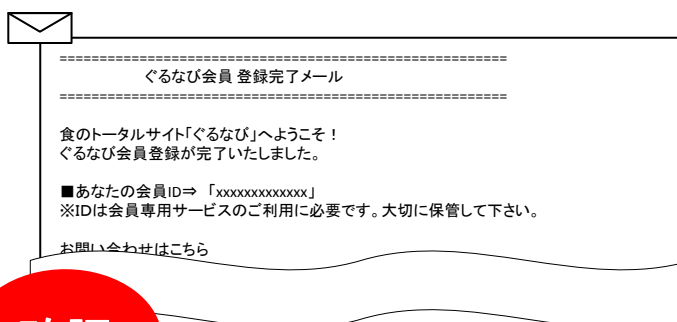 ========================================================
ぐるなび会員 登録完了メール
========================================================
食のトータルサイト「ぐるなび」へようこそ！
ぐるなび会員登録が完了いたしました。
■あなたの会員ID⇒ 「xxxxxxxxxxxxx」
※IDは会員専用サービスのご利用に必要です。大切に保管して下さい。
お問い合わせはこちら